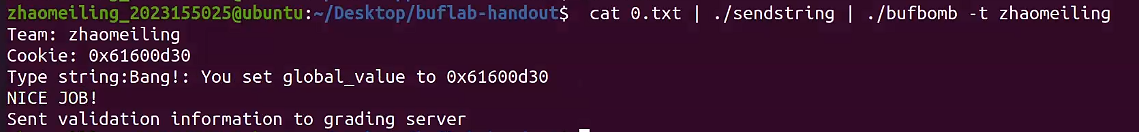 zhaomeiling_2023155025@ubuntu:~/Desktop/buflab-handout$ cat 0.txt | ./sendstring | ./bufbomb -t zhaomeiling
Team: zhaomeiling
Cookie: 0x61600d30
Type string:Bang!: You set global_value to 0x61600d30
NICE JOB!
Sent validation information to grading server